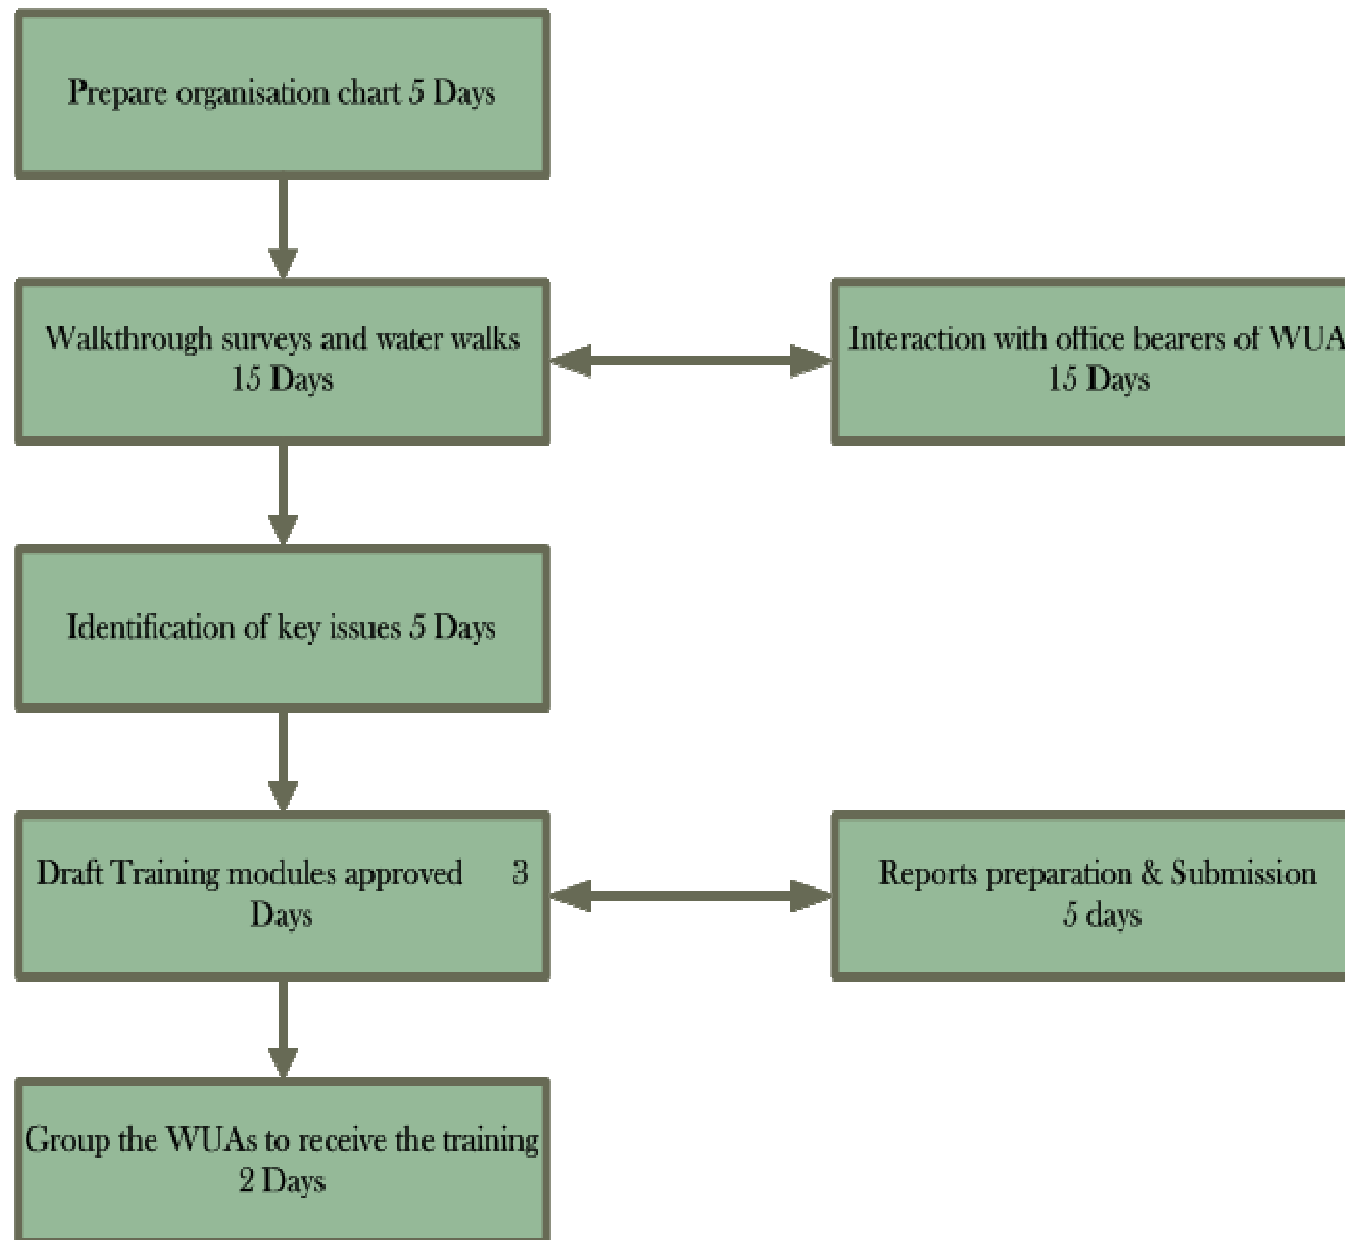 Prepare organisation chart 5 Days
Walkthrough surveys and water walks
15 Days
Interaction with office bearers of WUA
15 Days
Identification of key issues 5 Days
Draft Training modules approved 3
Days
Reports preparation & Submission
5 days
Group the WUAs to receive the training
2 Days